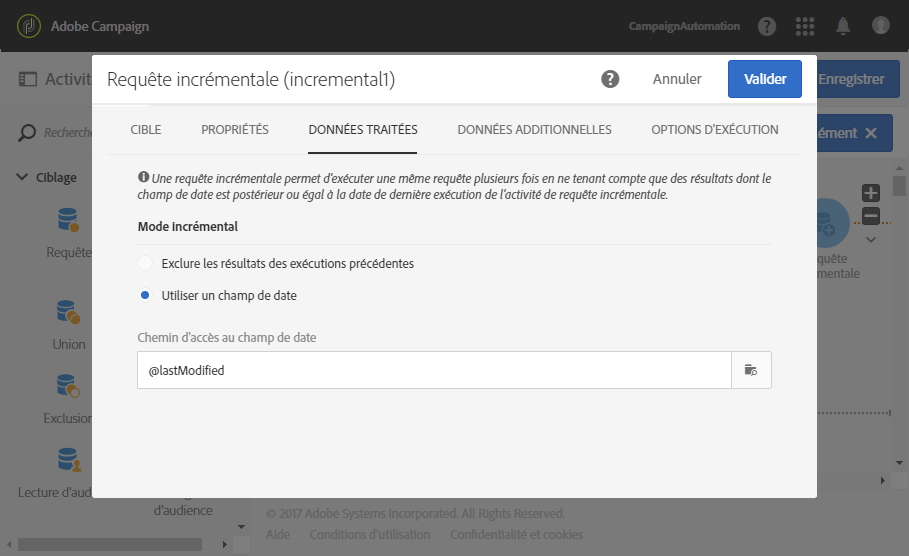 Adobe Campaign
CampaignAutomation
Activit
Enregistrer
Requête incrémentale (incremental1)
Annuler
Valider
Recherche
ément
CIBLE
PROPRIÉTÉS
DONNÉES TRAITÉES
DONNÉES ADDITIONNELLES
OPTIONS D'EXÉCUTION
Ciblage
Une requête incrémentale permet d'exécuter une même requête plusieurs fois en ne tenant compte que des résultats dont le
champ de date est postérieur ou égal à la date de dernière exécution de l'activité de requête incrémentale.
Mode Incrémental
Exclure les résultats des exécutions précédentes
Utiliser un champ de date
Chemin d'accès au champ de date
@lastModified
Requête
Union
Exclusion
Lecture d'aud
d'audience
quête
mentale
© 2017 Adobe Systems Incorporated. All Rights Reserved.
Aide
Conditions d'utilisation
Confidentialité et cookies